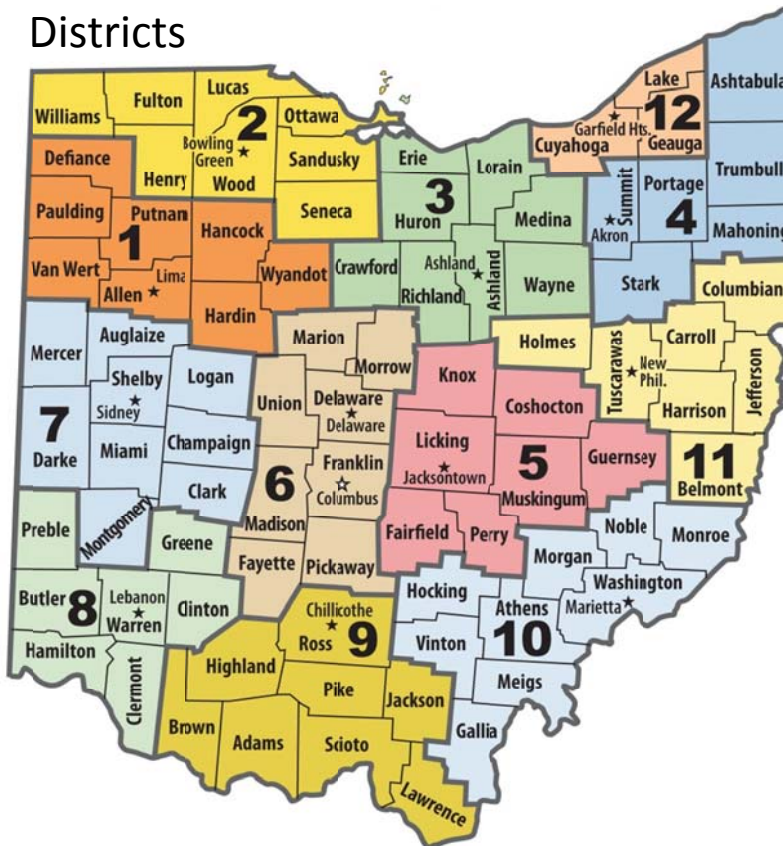 Districts
Williams
Fulton
Lucas
2
Ottawa
Bowling
Green
Wood
Henry
Sandusky
Seneca
Defiance
Paulding
Putnam
1
Hancock
Van Wert
Lima
Allen
Wyandot
Hardin
Erie
Lorain
3
Huron
Medina
Crawford
Ashland
Richland
Ashland
Wayne
Lake
12
Garfield Hts.
Cuyahoga
Geauga
Ashtabula
Summit
Portage
Trumbull
Akron
4
Mahoning
Stark
Mercer
Auglaize
Shelby
Sidney
Logan
7
Darke
Miami
Champaign
Clark
Montgomery
Marion
Morrow
Union
Delaware
Delaware
Franklin
Columbus
6
Madison
Fayette
Pickaway
Knox
Coshocton
Licking
Jacksontown
5
Muskingum
Guernsey
Fairfield
Perry
Holmes
Tuscarawas
New
Phil.
Carroll
Columbian
Jefferson
Harrison
11
Belmont
Preble
Greene
Butler
8
Lebanon
Warren
Clinton
Hamilton
Clermont
Chillicothe
Ross
9
Highland
Pike
Jackson
Brown
Adams
Scioto
Lawrence
Noble
Monroe
Morgan
Washington
Marietta
Hocking
Athens
10
Vinton
Meigs
Gallia